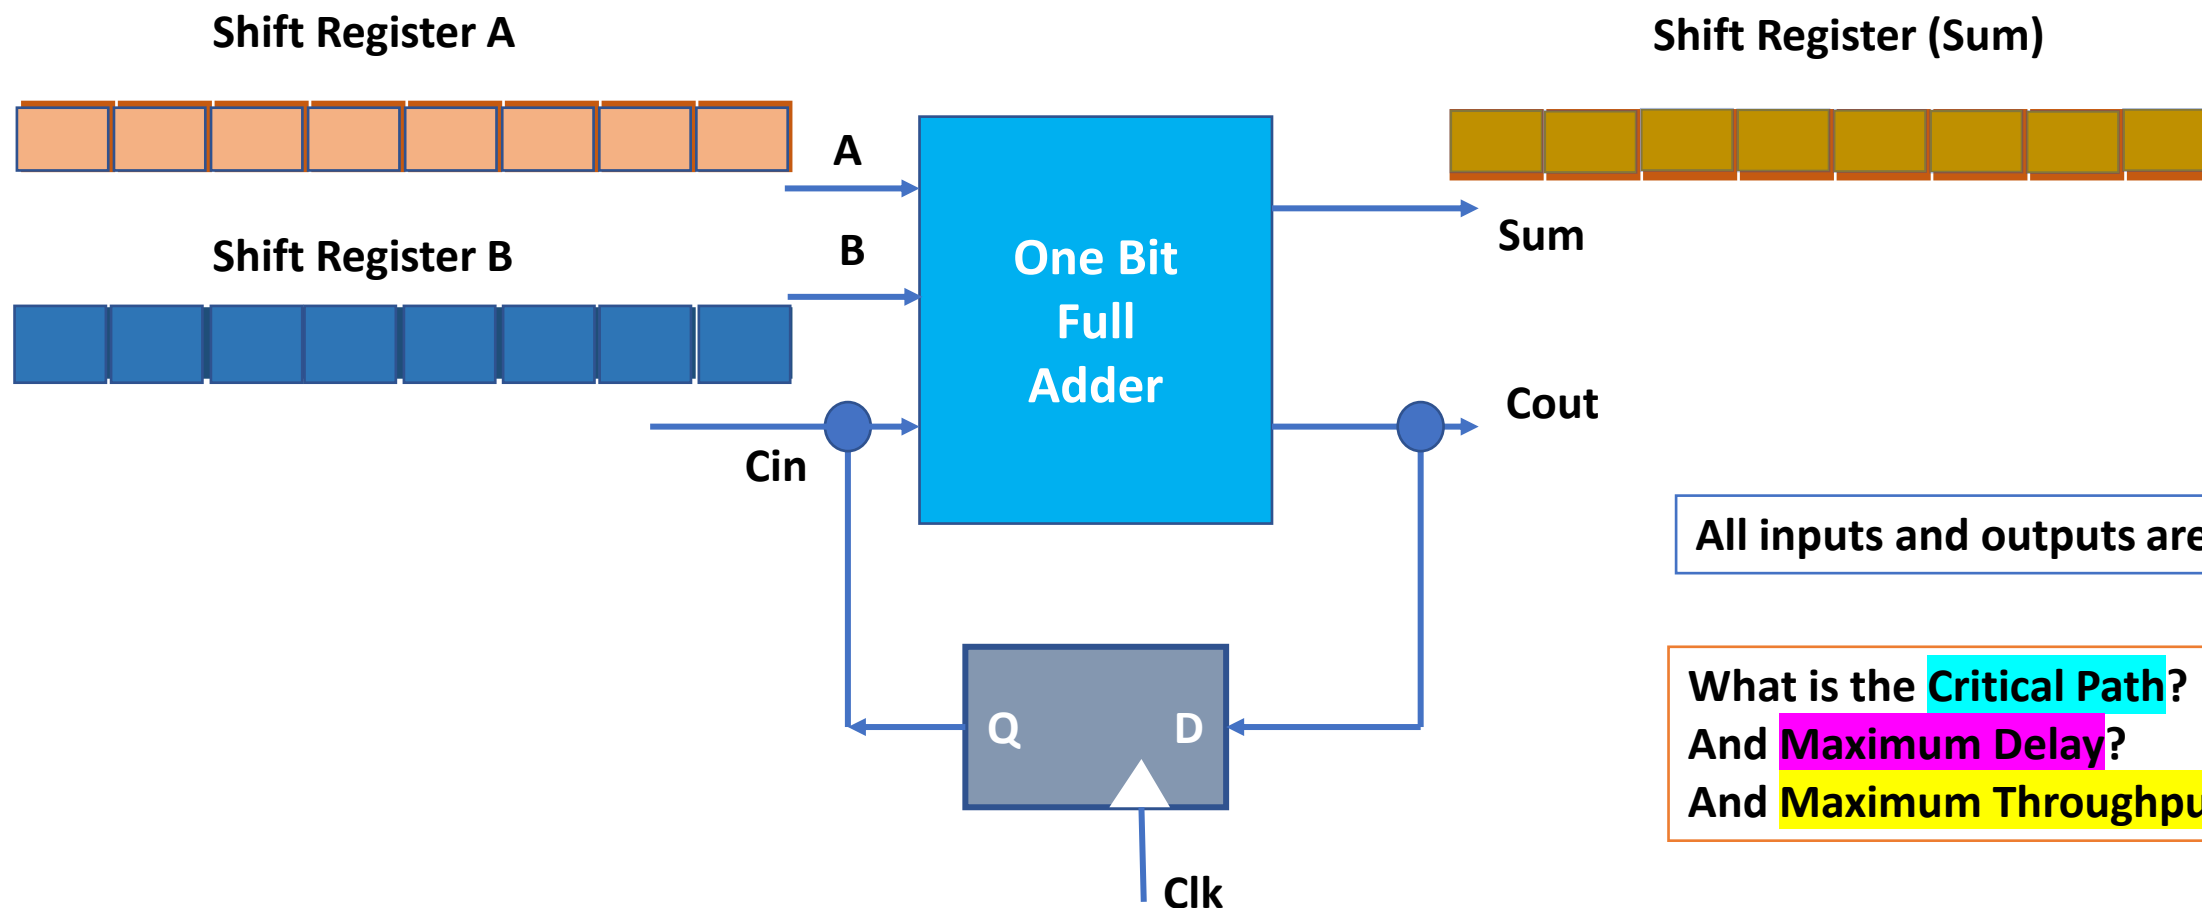 Shift Register A
Shift Register (Sum)
A
Shift Register B
B
One Bit
Full
Adder
Sum
Cin
Cout
All inputs and outputs are
Q
D
What is the Critical Path?
And Maximum Delay?
And Maximum Throughpu
Clk